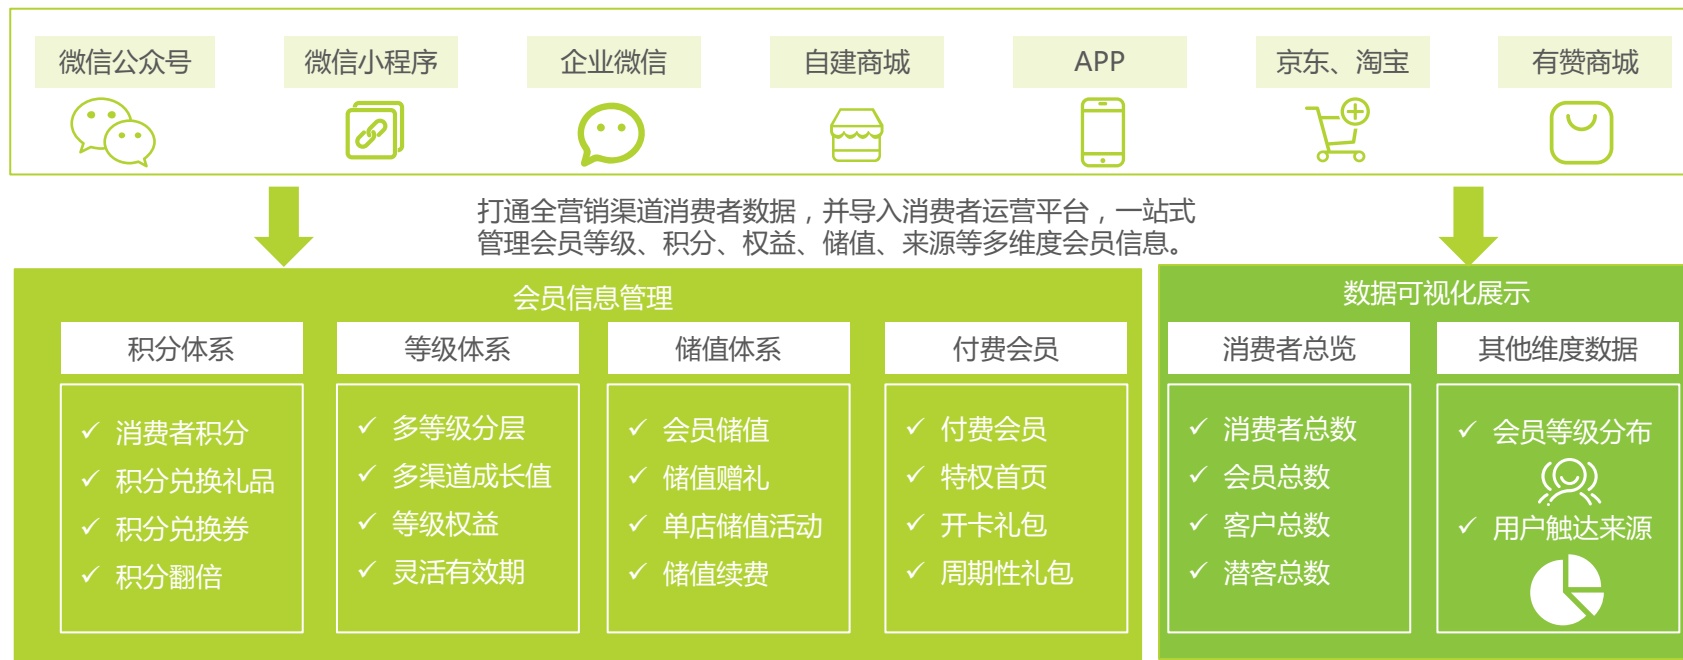 微信公众号
微信小程序
企业微信
自建商城
APP
京东、淘宝
有赞商城
打通全营销渠道消费者数据，并导入消费者运营平台，一站式
管理会员等级、积分、权益、储值、来源等多维度会员信息。
会员信息管理
积分体系
✓ 消费者积分
✓ 积分兑换礼品
✓ 积分兑换券
✓ 积分翻倍
等级体系
✓ 多等级分层
✓ 多渠道成长值
✓ 等级权益
✓ 灵活有效期
储值体系
✓ 会员储值
✓ 储值赠礼
✓ 单店储值活动
✓ 储值续费
付费会员
✓ 付费会员
✓ 特权首页
✓ 开卡礼包
✓ 周期性礼包
数据可视化展示
消费者总览
✓ 消费者总数
✓ 会员总数
✓ 客户总数
✓ 潜客总数
其他维度数据
✓ 会员等级分布
✓ 用户触达来源